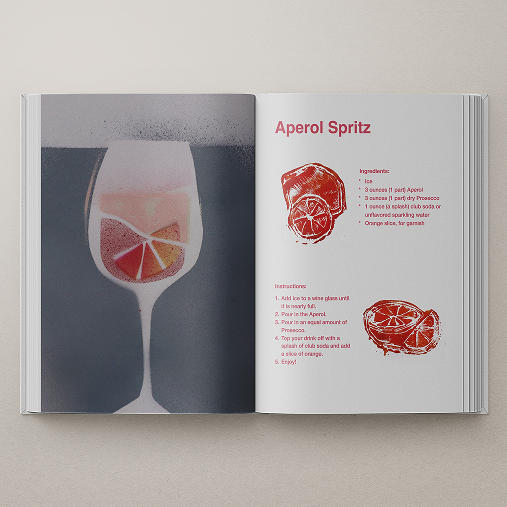 Aperol Spritz
Ingredients:
* Ice
* 3 ounces (1 part) Aperol
* 3 ounces (1 part) dry Prosecco
* 1 ounce (a splash) club soda or
unflavored sparkling water
* Orange slice, for garnish
Instructions:
1. Add ice to a wine glass until
it is nearly full.
2. Pour in the Aperol.
3. Pour in an equal amount of
Prosecco.
4. Top your drink off with a
splash of club soda and add
a slice of orange.
5. Enjoy!